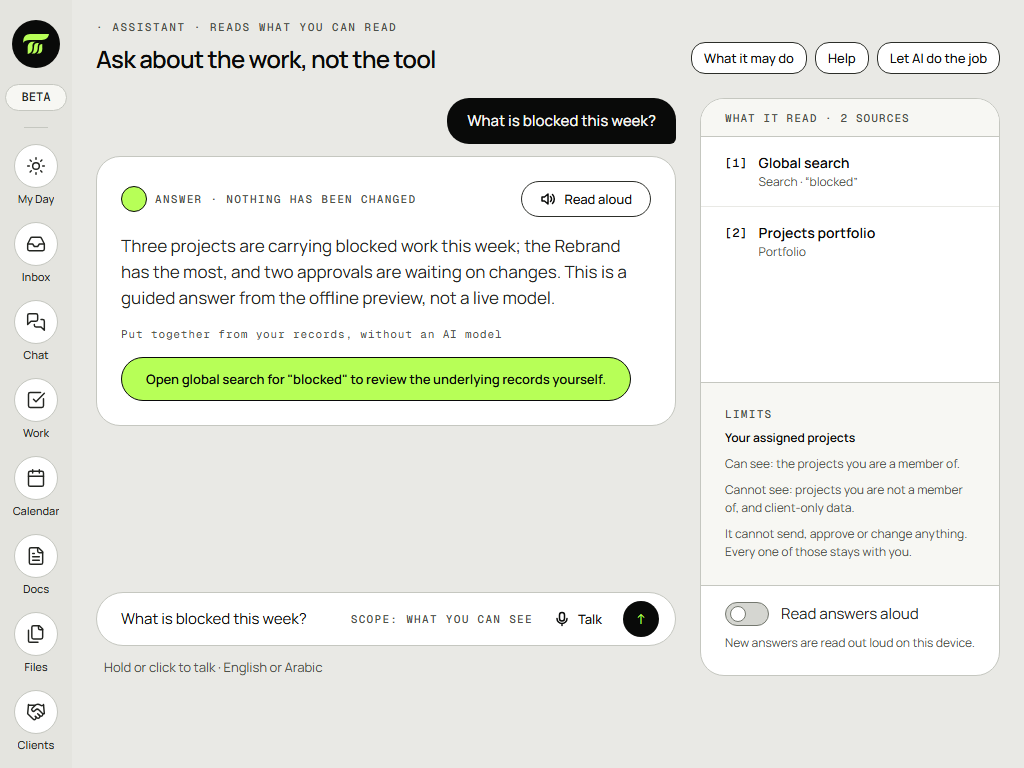 · ASSISTANT · READS WHAT YOU CAN READ
Ask about the work, not the tool
What it may do
Help
Let AI do the job
BETA
My Day
Inbox
Chat
Work
Calendar
Docs
Files
Clients
What is blocked this week?
ANSWER · NOTHING HAS BEEN CHANGED
Read aloud
Three projects are carrying blocked work this week; the Rebrand
has the most, and two approvals are waiting on changes. This is a
guided answer from the offline preview, not a live model.
Put together from your records, without an AI model
Open global search for "blocked" to review the underlying records yourself.
What is blocked this week?
SCOPE: WHAT YOU CAN SEE
Talk
Hold or click to talk · English or Arabic
WHAT IT READ · 2 SOURCES
[1] Global search
Search · “blocked”
[2] Projects portfolio
Portfolio
LIMITS
Your assigned projects
Can see: the projects you are a member of.
Cannot see: projects you are not a member
of, and client-only data.
It cannot send, approve or change anything.
Every one of those stays with you.
Read answers aloud
New answers are read out loud on this device.